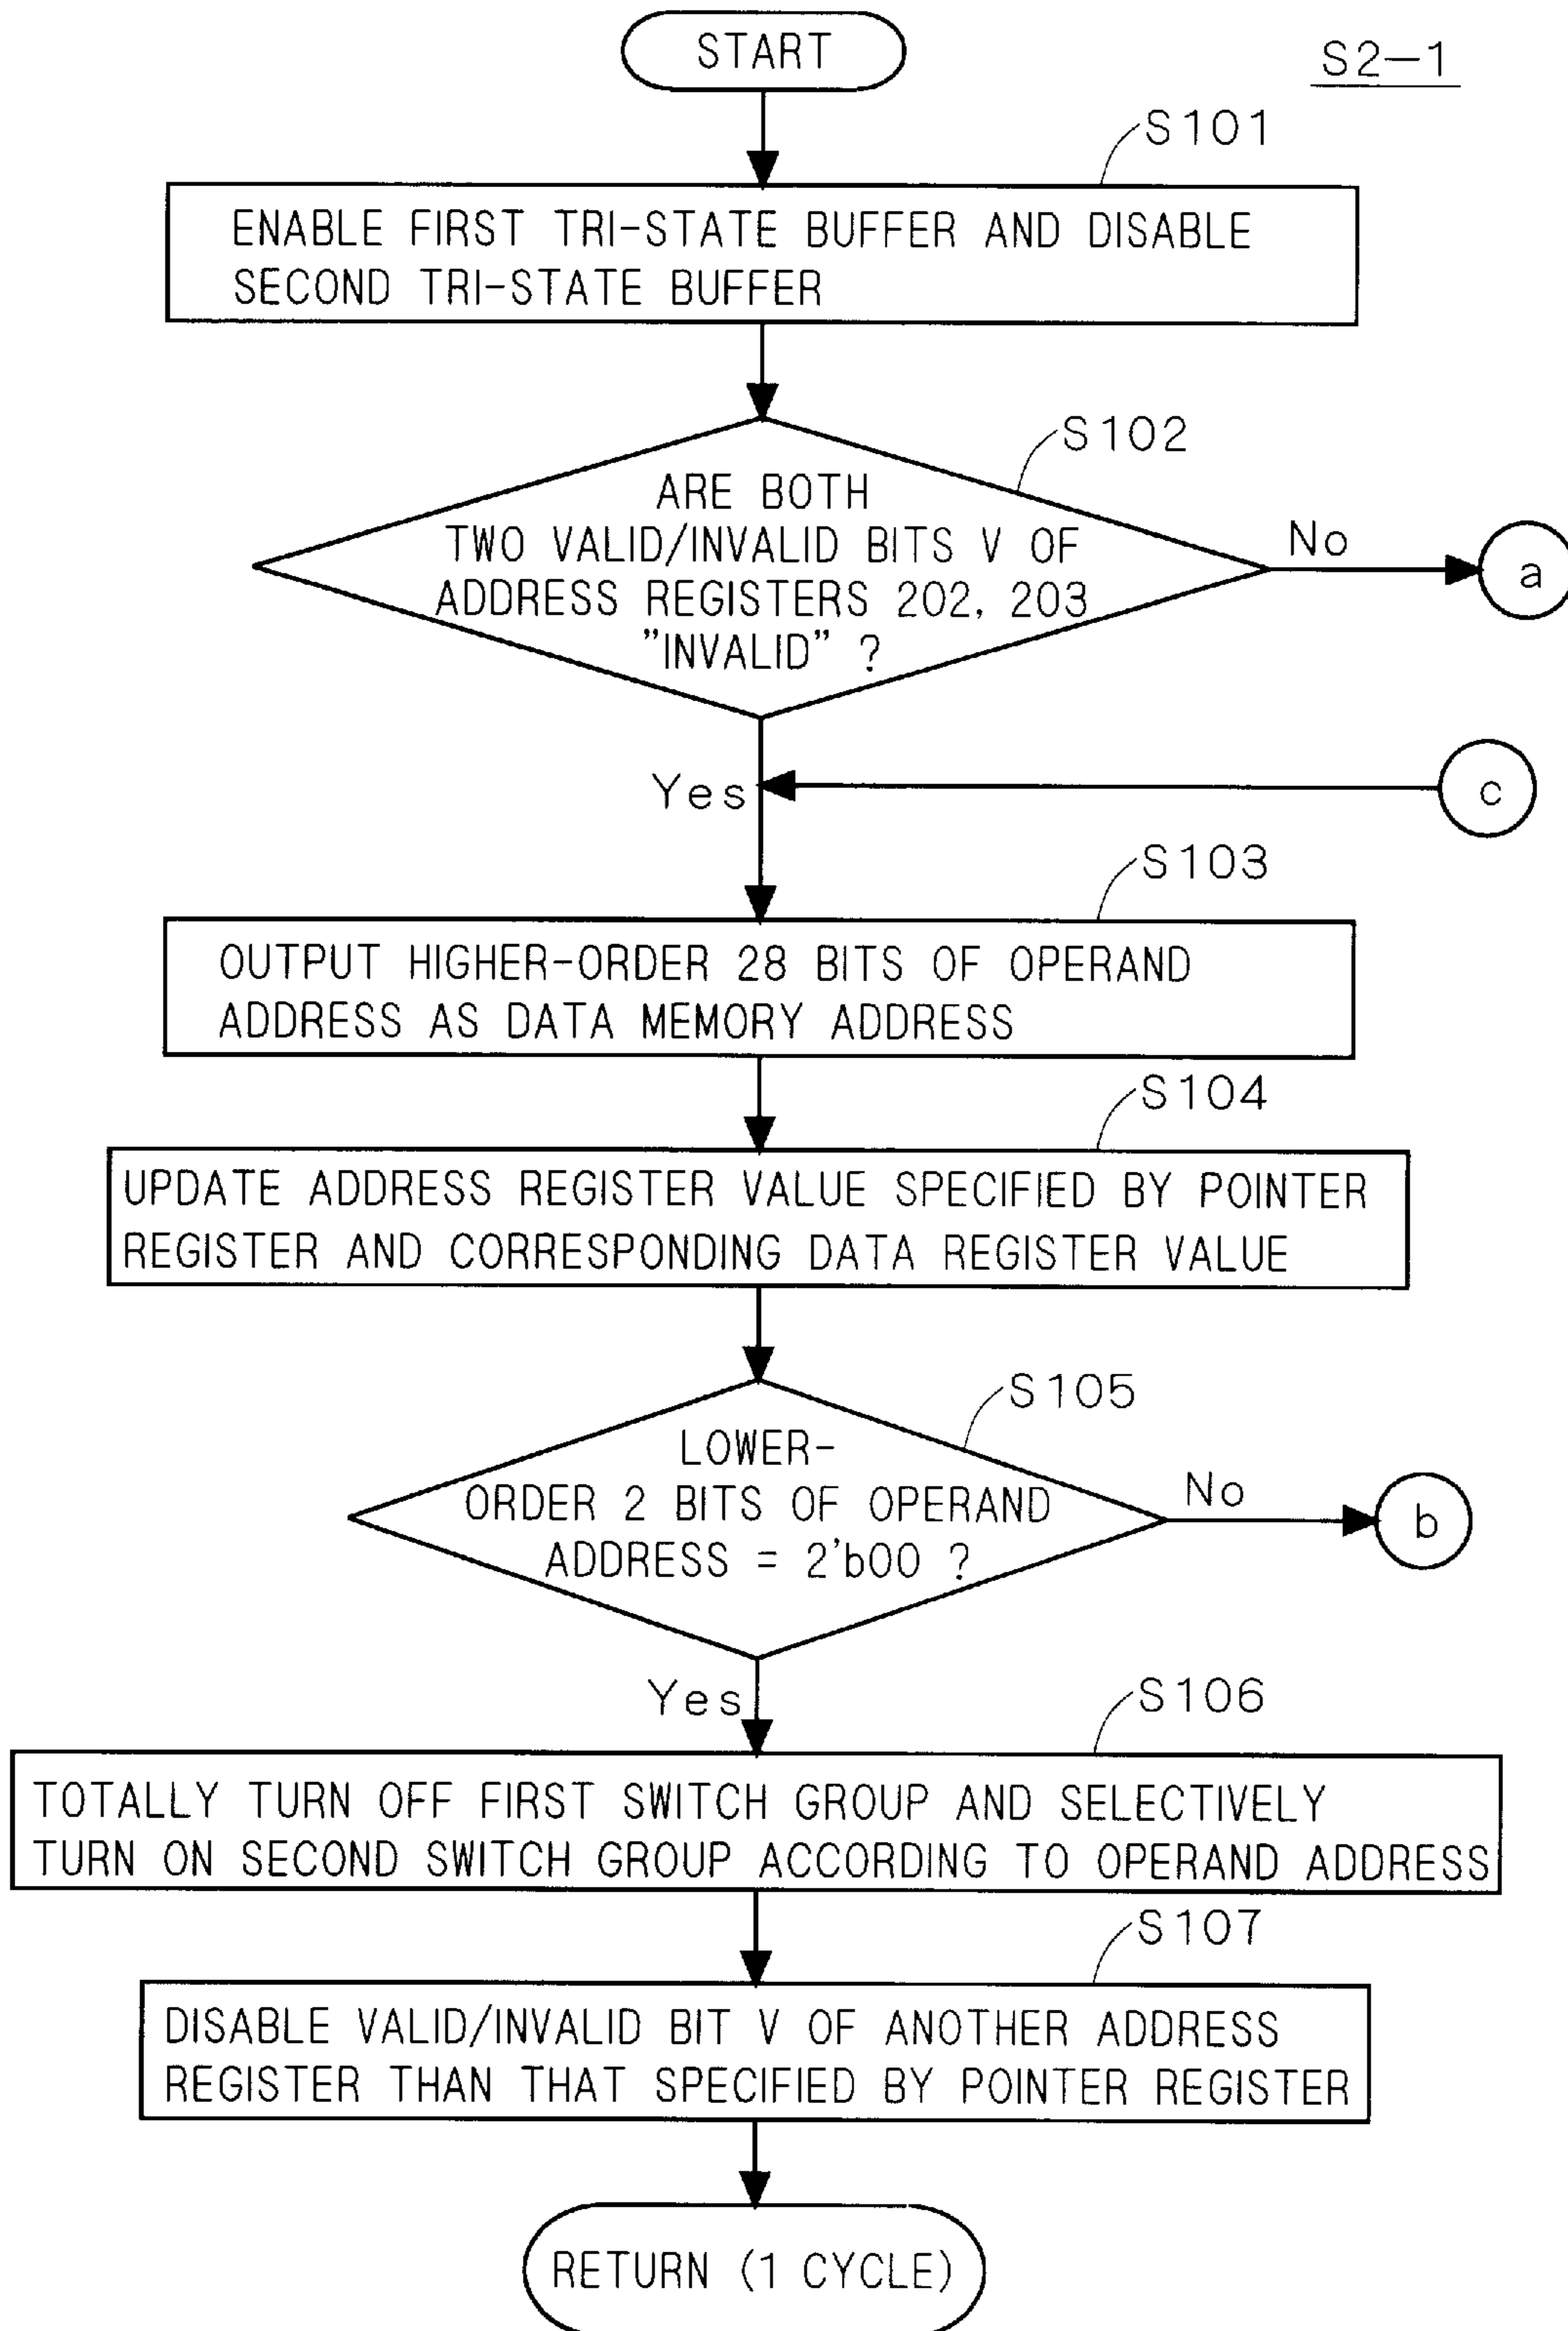 START
S2-1
S101
ENABLE FIRST TRI-STATE BUFFER AND DISABLE
SECOND TRI-STATE BUFFER
S102
ARE BOTH
TWO VALID/INVALID BITS V OF
ADDRESS REGISTERS 202, 203
"INVALID" ?
No
a
Yes
c
S103
OUTPUT HIGHER-ORDER 28 BITS OF OPERAND
ADDRESS AS DATA MEMORY ADDRESS
S104
UPDATE ADDRESS REGISTER VALUE SPECIFIED BY POINTER
REGISTER AND CORRESPONDING DATA REGISTER VALUE
S105
LOWER-
ORDER 2 BITS OF OPERAND
ADDRESS = 2'b00 ?
No
b
Yes
S106
TOTALLY TURN OFF FIRST SWITCH GROUP AND SELECTIVELY
TURN ON SECOND SWITCH GROUP ACCORDING TO OPERAND ADDRESS
S107
DISABLE VALID/INVALID BIT V OF ANOTHER ADDRESS
REGISTER THAN THAT SPECIFIED BY POINTER REGISTER
RETURN (1 CYCLE)